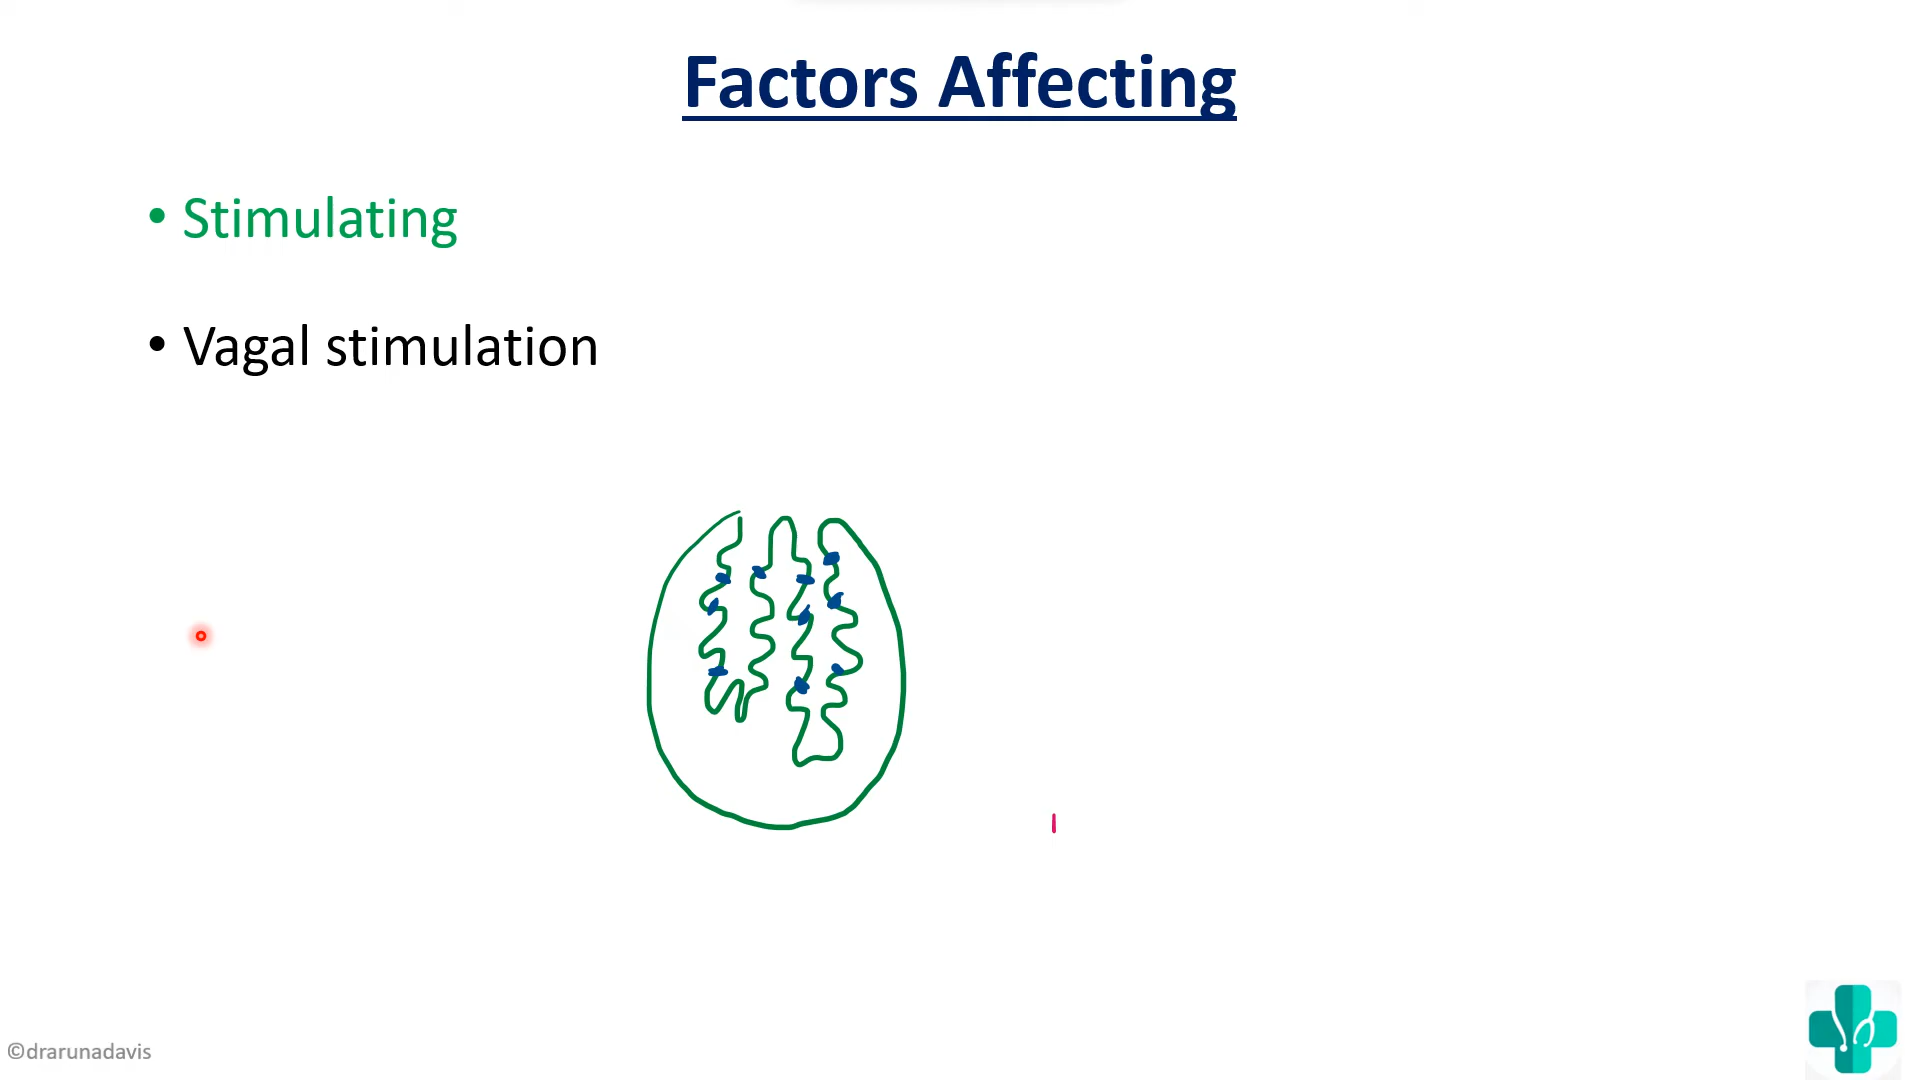 Factors Affecting
• Stimulating
• Vagal stimulation
©drarunadavis